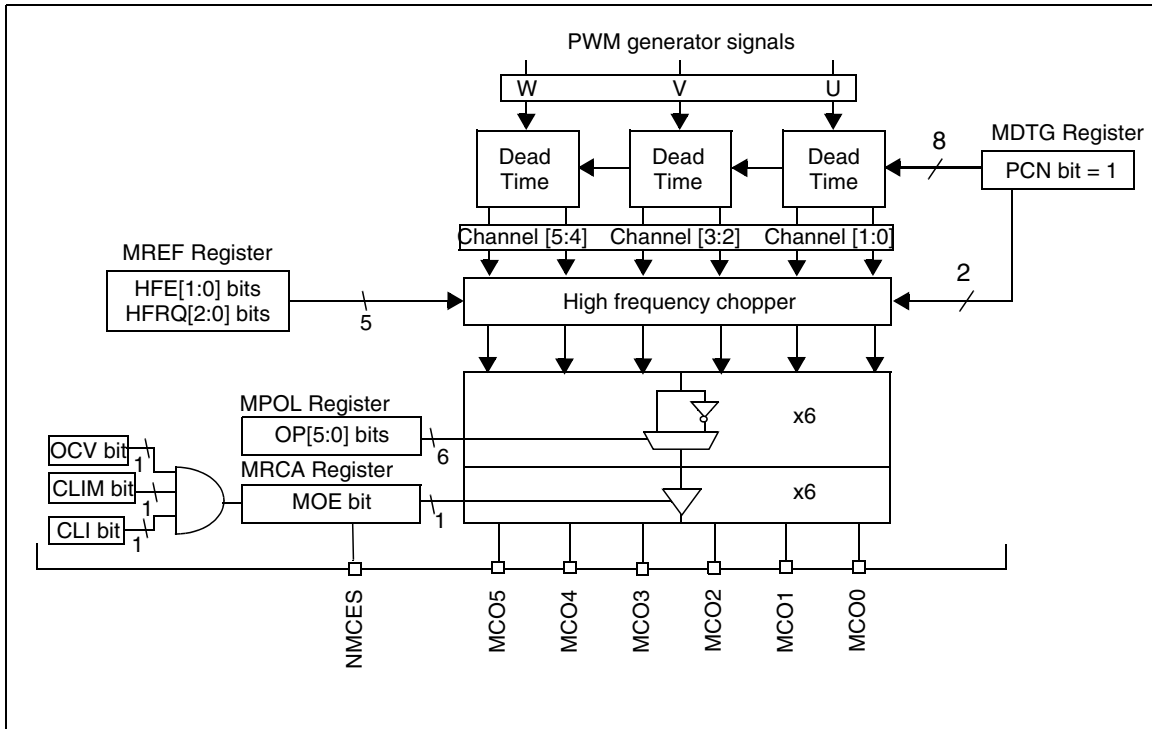 PWM generator signals
W V U
MDTG Register
8
PCN bit = 1
Dead
Time
Dead
Time
Dead
Time
Channel [5:4] Channel [3:2] Channel [1:0]
MREF Register
HFE[1:0] bits
HFRQ[2:0] bits
5
High frequency chopper
2
MPOL Register
OP[5:0] bits
6
x6
OCV bit
1
CLIM bit
1
CLI bit
1
MRCA Register
MOE bit
1
x6
NMCES
MCO5
MCO4
MCO3
MCO2
MCO1
MCO0